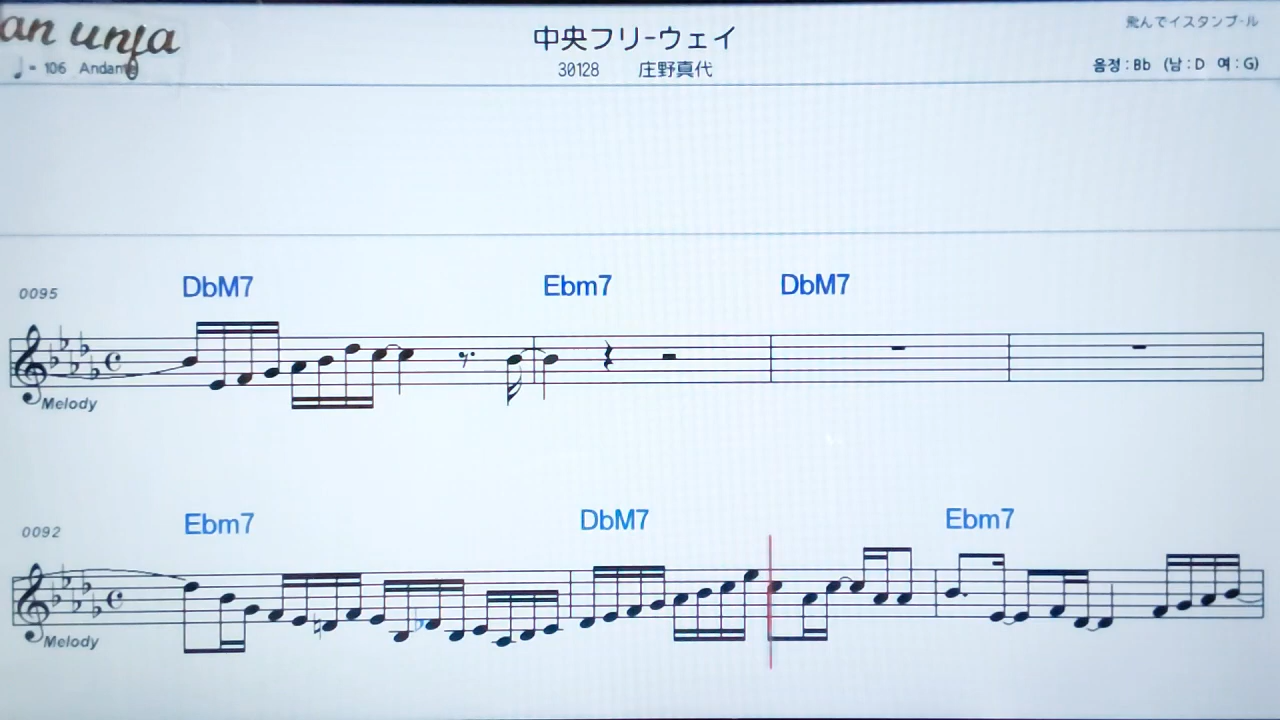 an unja
中央フリ-ウェイ
飛んでイスタンブ-ル
♩= 106 Andante
30128 庄野真代
음정 : Bb (남 : D 여 : G)
0095 DbM7 Ebm7 DbM7
Melody
0092 Ebm7 DbM7 Ebm7
Melody